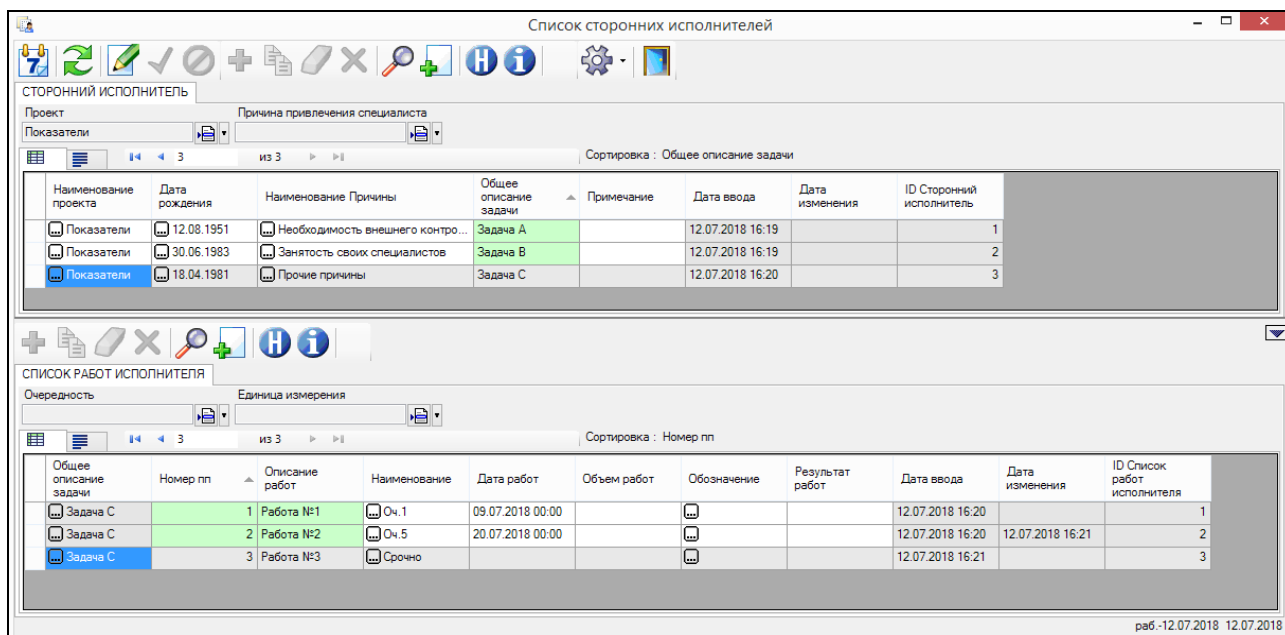 Список сторонних исполнителей
7
H i
СТОРОННИЙ ИСПОЛНИТЕЛЬ
Проект Причина привлечения специалиста
Показатели
3 из 3 Сортировка : Общее описание задачи
Наименование проекта Дата рождения Наименование Причины Общее описание задачи Примечание Дата ввода Дата изменения ID Сторонний исполнитель
... Показатели ... 12.08.1951 ... Необходимость внешнего контро... Задача A 12.07.2018 16:19 1
... Показатели ... 30.06.1983 ... Занятость своих специалистов Задача B 12.07.2018 16:19 2
... Показатели ... 18.04.1981 ... Прочие причины Задача C 12.07.2018 16:20 3
H i
СПИСОК РАБОТ ИСПОЛНИТЕЛЯ
Очередность Единица измерения
3 из 3 Сортировка : Номер пп
Общее описание задачи Номер пп Описание работ Наименование Дата работ Объем работ Обозначение Результат работ Дата ввода Дата изменения ID Список работ исполнителя
... Задача C 1 Работа №1 ... Оч.1 09.07.2018 00:00 ... 12.07.2018 16:20 1
... Задача C 2 Работа №2 ... Оч.5 20.07.2018 00:00 ... 12.07.2018 16:20 12.07.2018 16:21 2
... Задача C 3 Работа №3 ... Срочно ... 12.07.2018 16:21 3
раб.-12.07.2018 12.07.2018